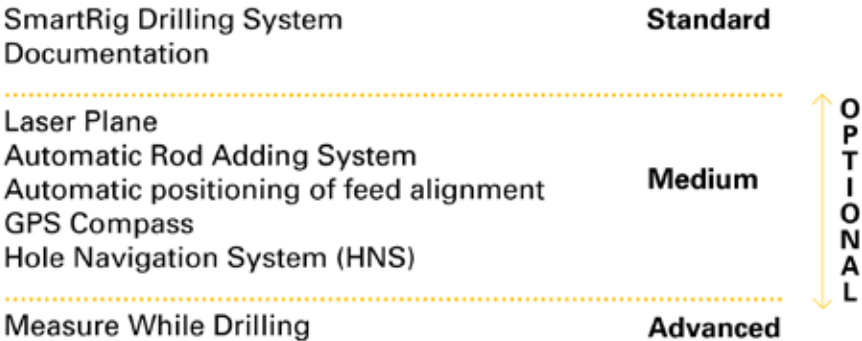 SmartRig Drilling System Standard
Documentation
Laser Plane
Automatic Rod Adding System
Automatic positioning of feed alignment Medium
GPS Compass
Hole Navigation System (HNS)
Measure While Drilling Advanced
OPTIONAL